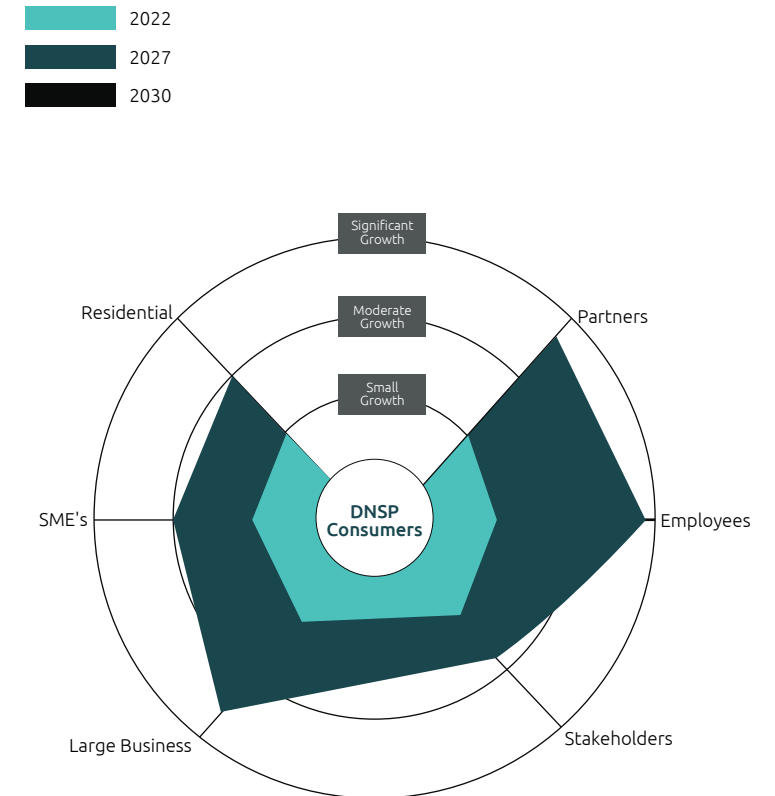 2022
2027
2030
Significant
Growth
Moderate
Growth
Small
Growth
Residential
Partners
SME's
DNSP
Consumers
Employees
Large Business
Stakeholders